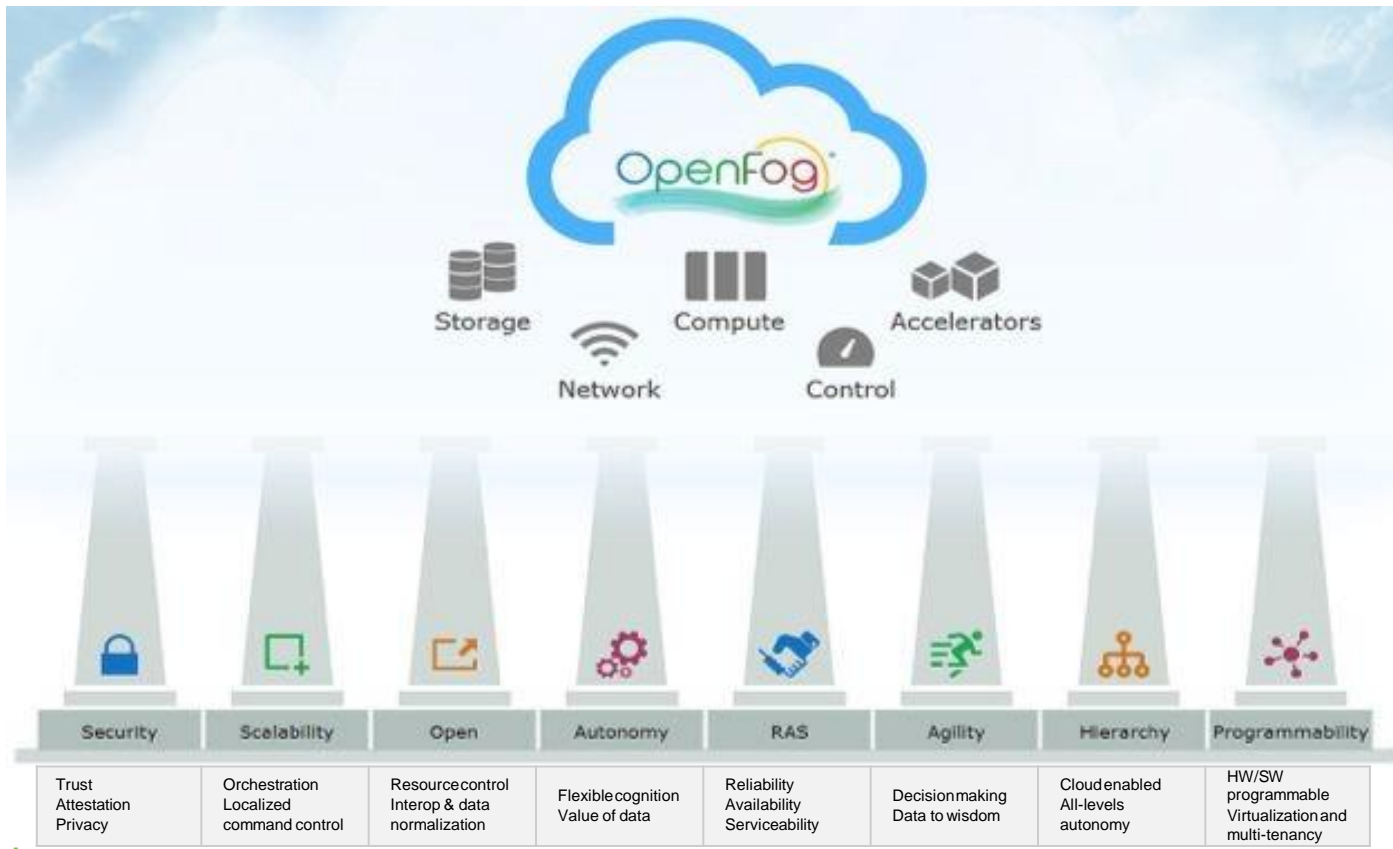 OpenFog
Storage
Compute
Accelerators
Network
Control
Security
Scalability
Open
Autonomy
RAS
Agility
Hierarchy
Programmability
Trust
Attestation
Privacy
Orchestration
Localized
command control
Resourcecontrol
Interop & data
normalization
Flexiblecognition
Value of data
Reliability
Availability
Serviceability
Decisionmaking
Data to wisdom
Cloudenabled
All-levels
autonomy
HW/SW
programmable
Virtualizationand
multi-tenancy